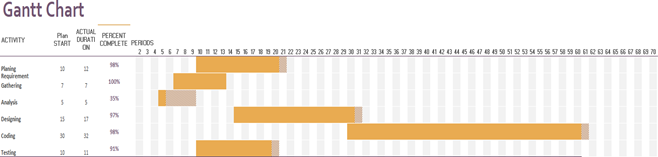 Gantt Chart
ACTIVITY Plan START ACTUAL DURATI ON PERCENT COMPLETE PERIODS
2 3 4 5 6 7 8 9 10 11 12 13 14 15 16 17 18 19 20 21 22 23 24 25 26 27 28 29 30 31 32 33 34 35 36 37 38 39 40 41 42 43 44 45 46 47 48 49 50 51 52 53 54 55 56 57 58 59 60 61 62 63 64 65 66 67 68 69 70
Planing 10 12 98%
Requirement Gathering 7 7 100%
Analysis 5 5 35%
Designing 15 17 97%
Coding 30 32 98%
Testing 10 11 91%